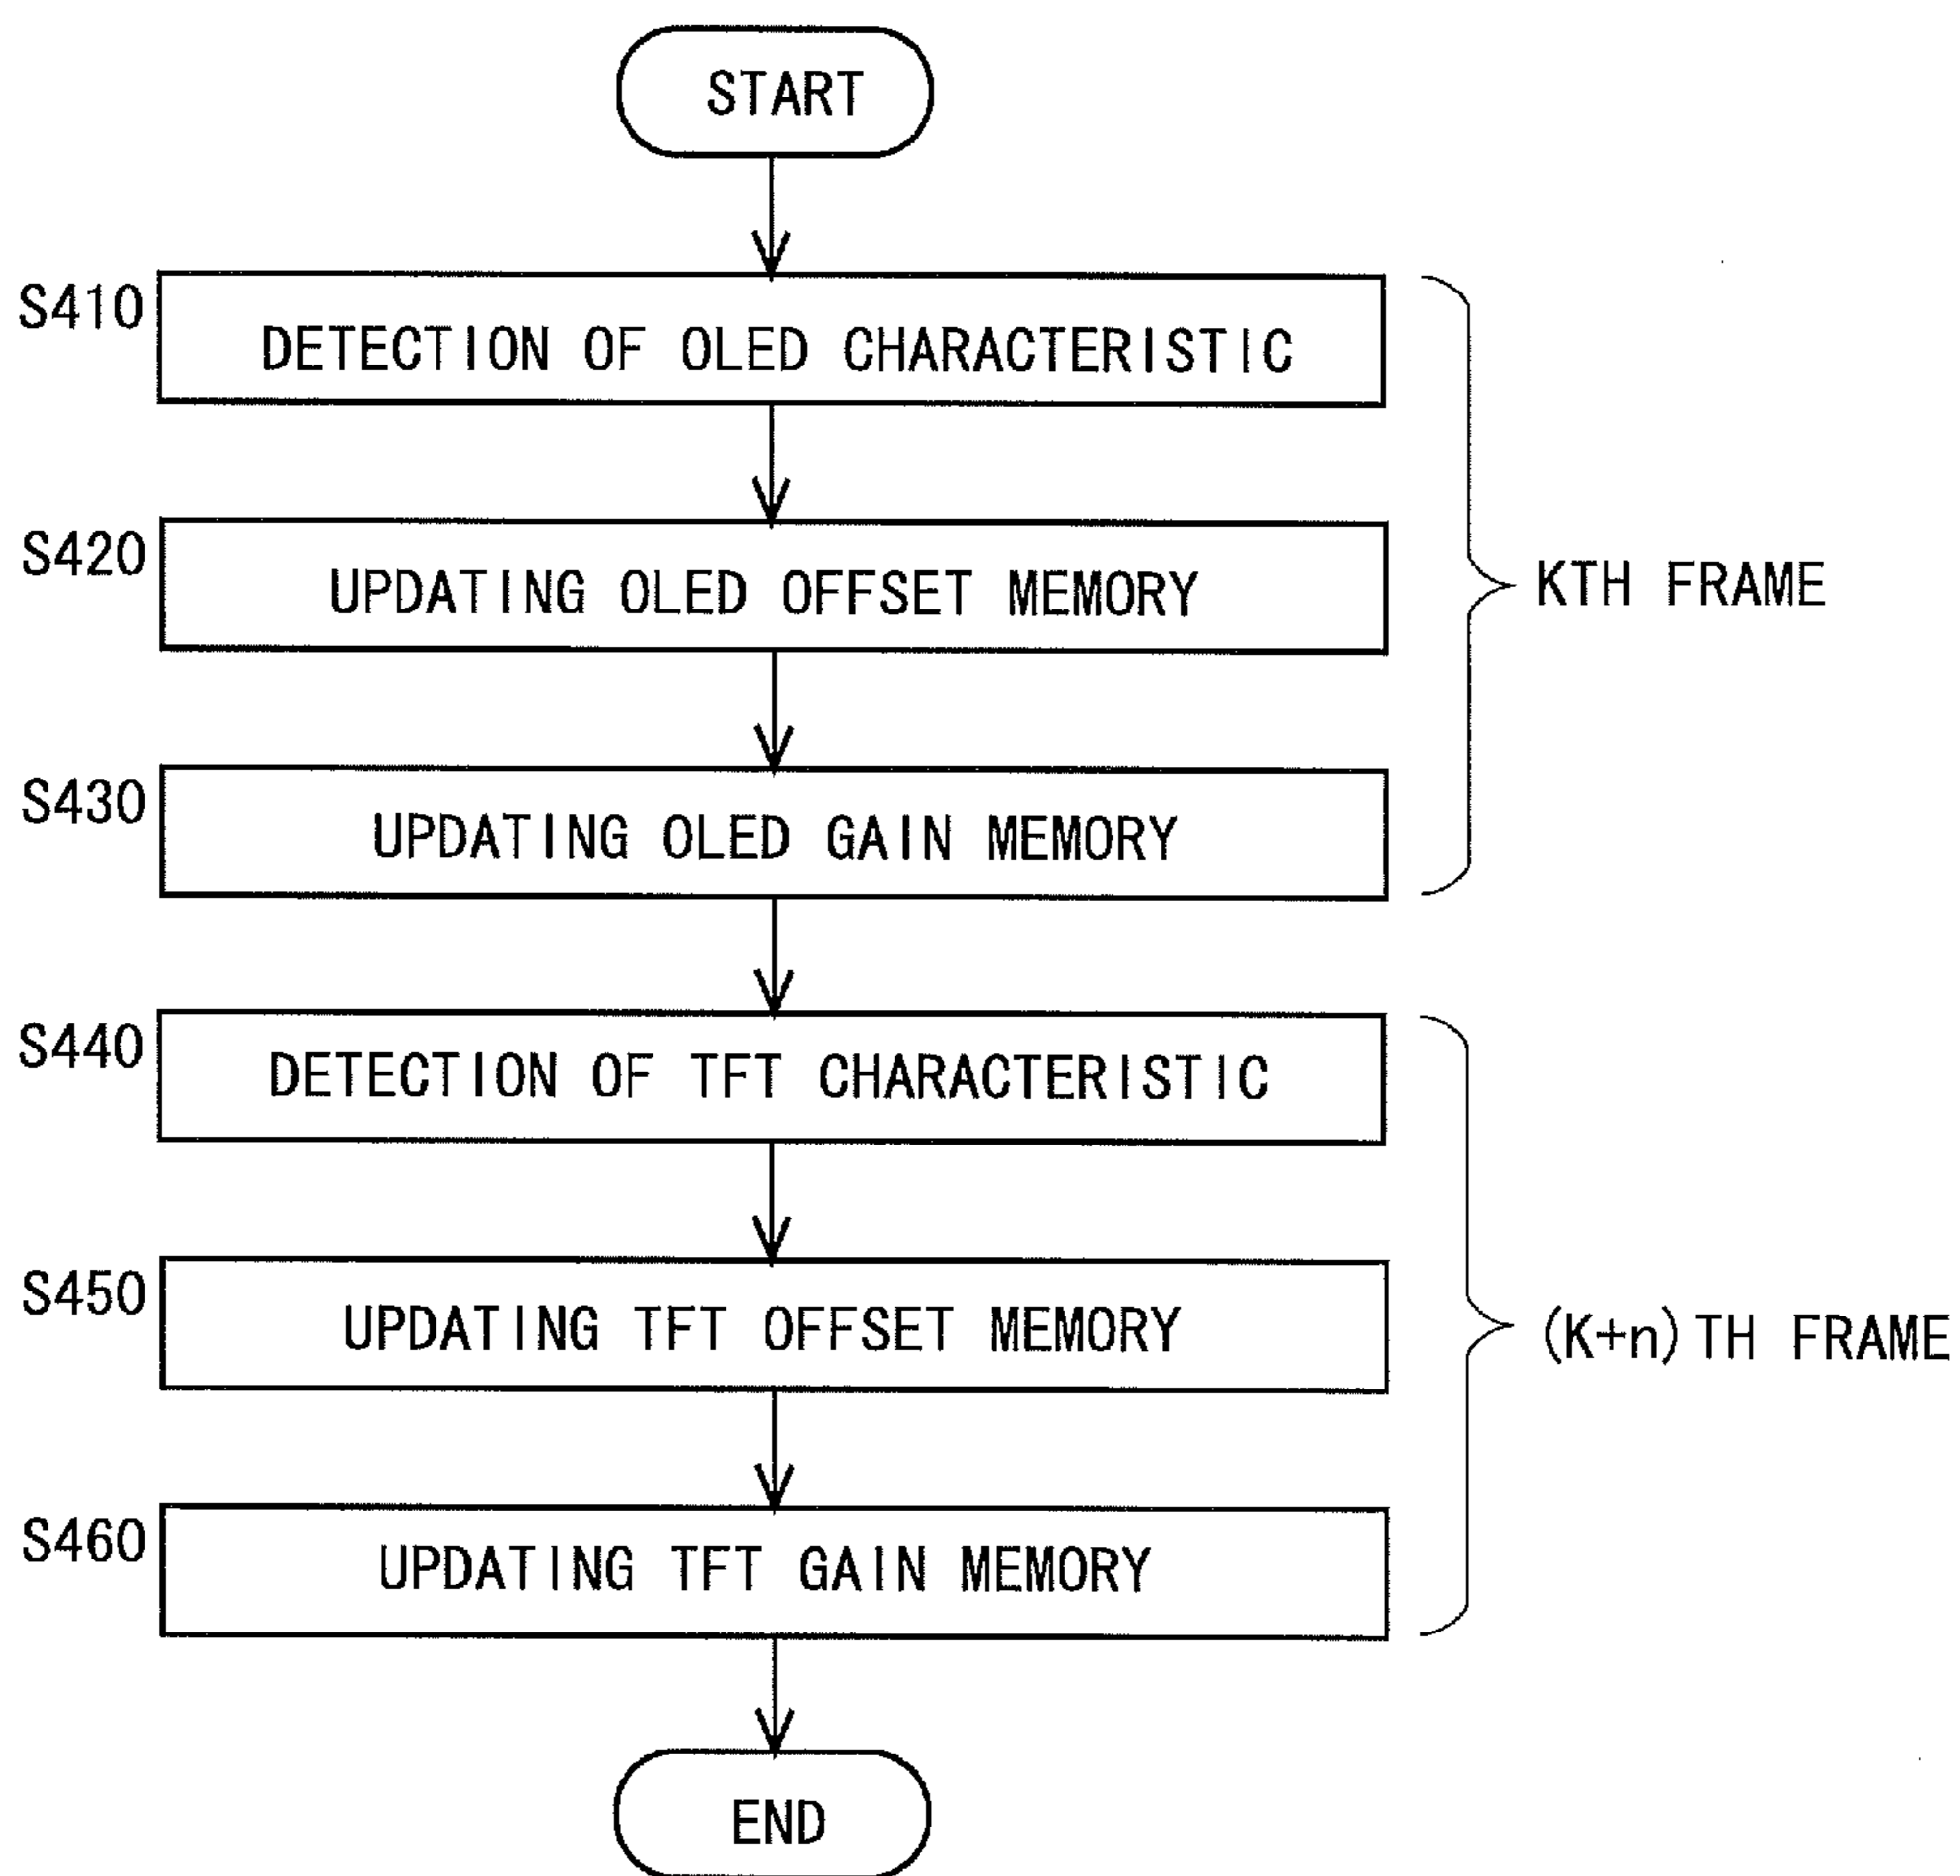 START
S410
DETECTION OF OLED CHARACTERISTIC
S420
UPDATING OLED OFFSET MEMORY
KTH FRAME
S430
UPDATING OLED GAIN MEMORY
S440
DETECTION OF TFT CHARACTERISTIC
S450
UPDATING TFT OFFSET MEMORY
(K+n)TH FRAME
S460
UPDATING TFT GAIN MEMORY
END